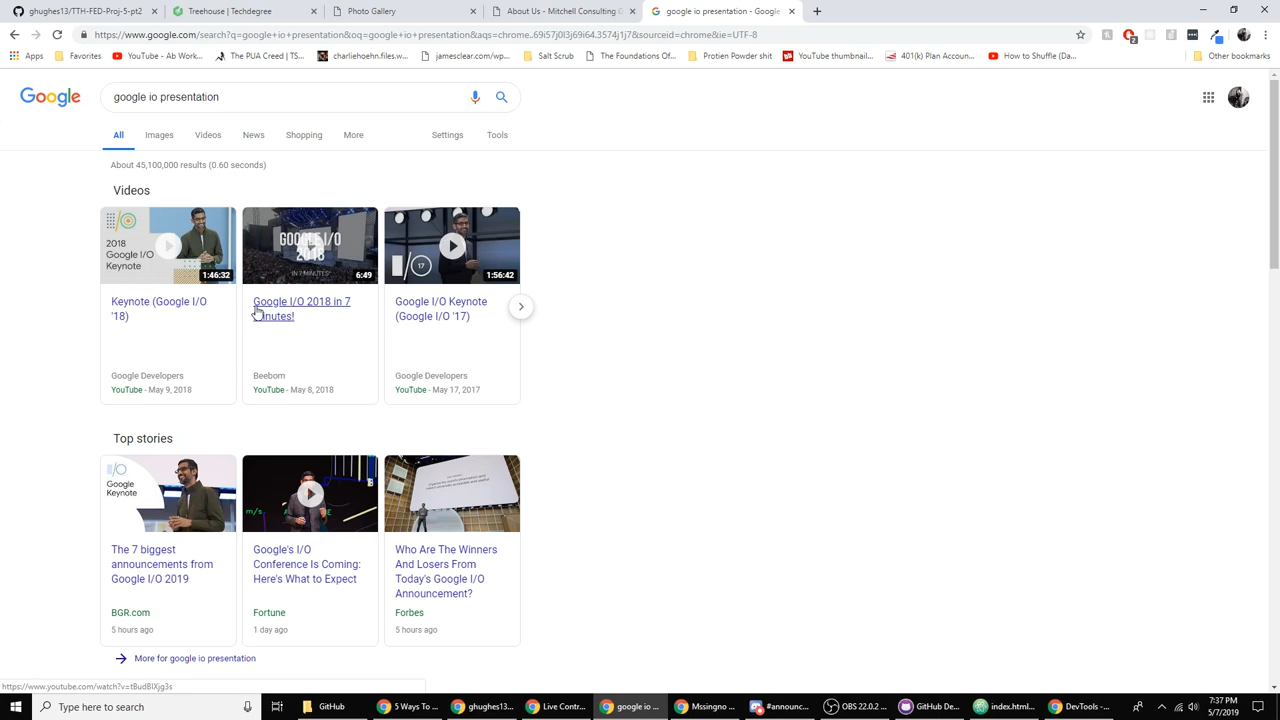 ghughes13/TTH-FED-Proj-5-pt2
Treehouse | Techdegree
Photo Gallery
About Us - Mitchell Consulting G
google io presentation - Google
https://www.google.com/search?q=google+io+presentation&oq=google+io+presentation&aqs=chrome..69i57j0l3j69i64.3574j1j7&sourceid=chrome&ie=UTF-8
Apps
Favorites
YouTube - Ab Work...
The PUA Creed | TS...
charliehoehn.files.w...
jamesclear.com/wp...
Salt Scrub
The Foundations Of...
Protien Powder shit
YouTube thumbnail...
401(k) Plan Accoun...
How to Shuffle (Da...
Other bookmarks
Google
google io presentation
All
Images
Videos
News
Shopping
More
Settings
Tools
About 45,100,000 results (0.60 seconds)
Videos
2018
Google I/O
Keynote
1:46:32
GOOGLE I/O
2018
IN 7 MINUTES
6:49
17
1:56:42
Keynote (Google I/O
'18)
Google Developers
YouTube - May 9, 2018
Google I/O 2018 in 7
minutes!
Beebom
YouTube - May 8, 2018
Google I/O Keynote
(Google I/O '17)
Google Developers
YouTube - May 17, 2017
Top stories
I/O
Google
Keynote
m/s
The 7 biggest
announcements from
Google I/O 2019
BGR.com
5 hours ago
Google's I/O
Conference Is Coming:
Here's What to Expect
Fortune
1 day ago
Who Are The Winners
And Losers From
Today's Google I/O
Announcement?
Forbes
5 hours ago
More for google io presentation
https://www.youtube.com/watch?v=tBudBIXjg3s
Type here to search
GitHub
5 Ways To ...
ghughes13...
Live Contr...
google io ...
Missingno ...
#announc...
OBS 22.0.2 ...
GitHub De...
index.html...
DevTools - ...
7:37 PM
5/7/2019